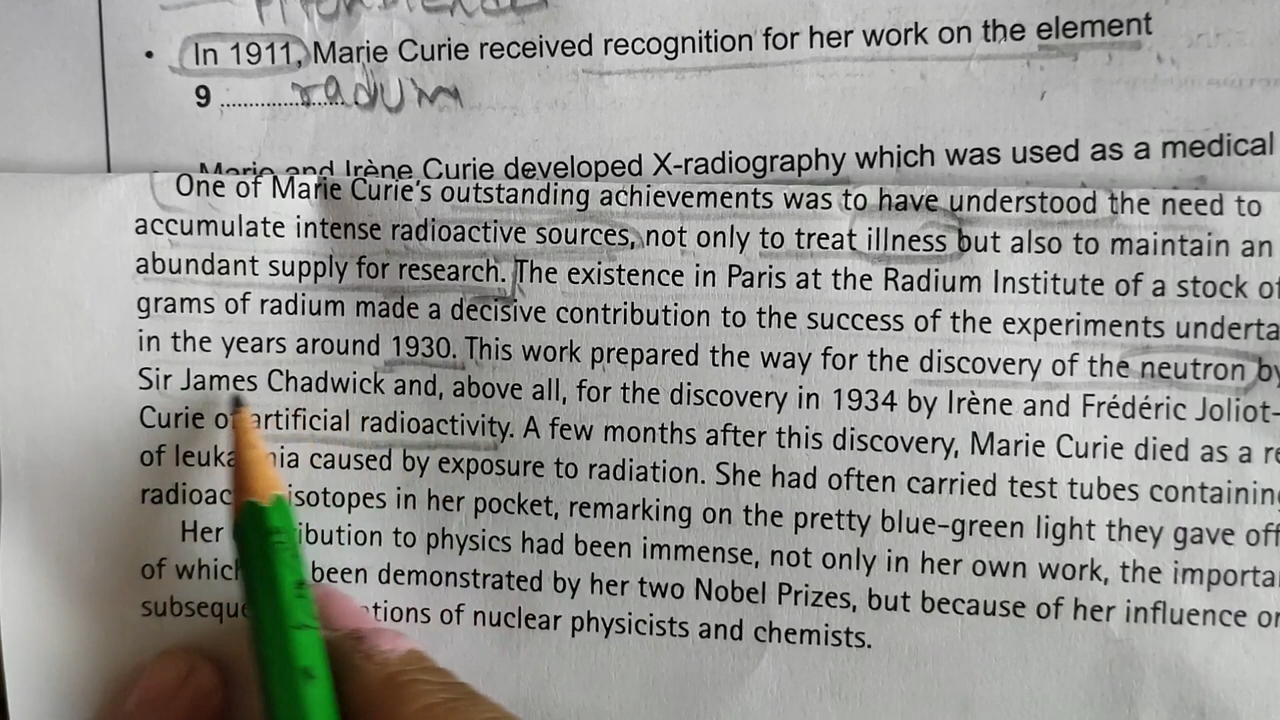 • In 1911, Marie Curie received recognition for her work on the element
9 .................... radum
Marie and Irène Curie developed X-radiography which was used as a medical
One of Marie Curie's outstanding achievements was to have understood the need to
accumulate intense radioactive sources, not only to treat illness but also to maintain an
abundant supply for research. The existence in Paris at the Radium Institute of a stock of
grams of radium made a decisive contribution to the success of the experiments underta
in the years around 1930. This work prepared the way for the discovery of the neutron by
Sir James Chadwick and, above all, for the discovery in 1934 by Irène and Frédéric Joliot-
Curie of artificial radioactivity. A few months after this discovery, Marie Curie died as a re
of leuka nia caused by exposure to radiation. She had often carried test tubes containing
radioac isotopes in her pocket, remarking on the pretty blue-green light they gave off
Her ibution to physics had been immense, not only in her own work, the importa
of which been demonstrated by her two Nobel Prizes, but because of her influence on
subseque tions of nuclear physicists and chemists.